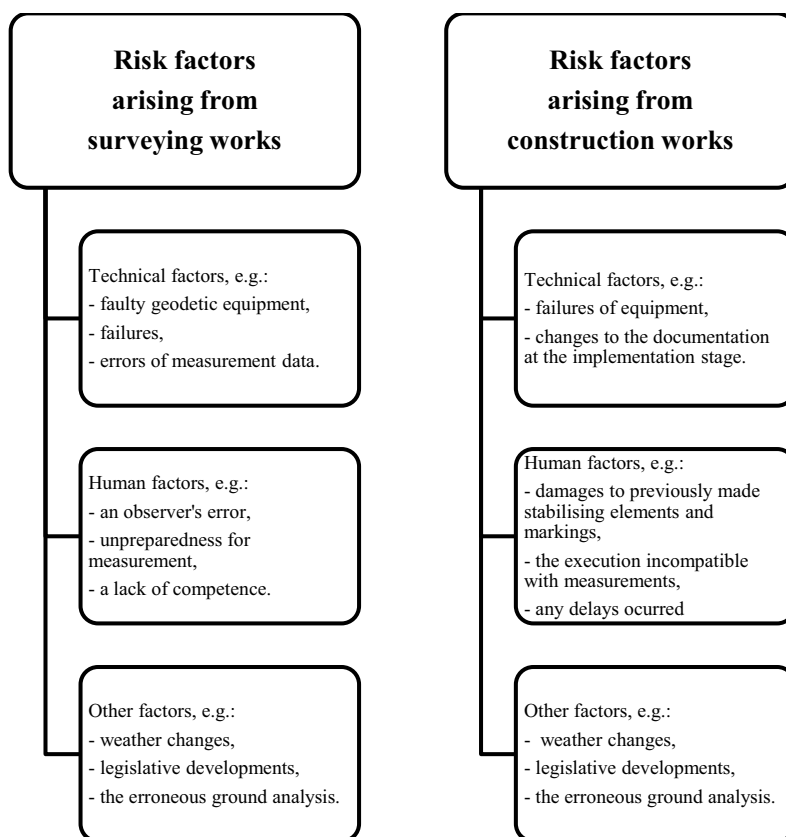 Risk factors
arising from
surveying works
Technical factors, e.g.:
- faulty geodetic equipment,
- failures,
- errors of measurement data.
Human factors, e.g.:
- an observer's error,
- unpreparedness for
measurement,
- a lack of competence.
Other factors, e.g.:
- weather changes,
- legislative developments,
- the erroneous ground analysis.
Risk factors
arising from
construction works
Technical factors, e.g.:
- failures of equipment,
- changes to the documentation
at the implementation stage.
Human factors, e.g.:
- damages to previously made
stabilising elements and
markings,
- the execution incompatible
with measurements,
- any delays ocurred
Other factors, e.g.:
- weather changes,
- legislative developments,
- the erroneous ground analysis.